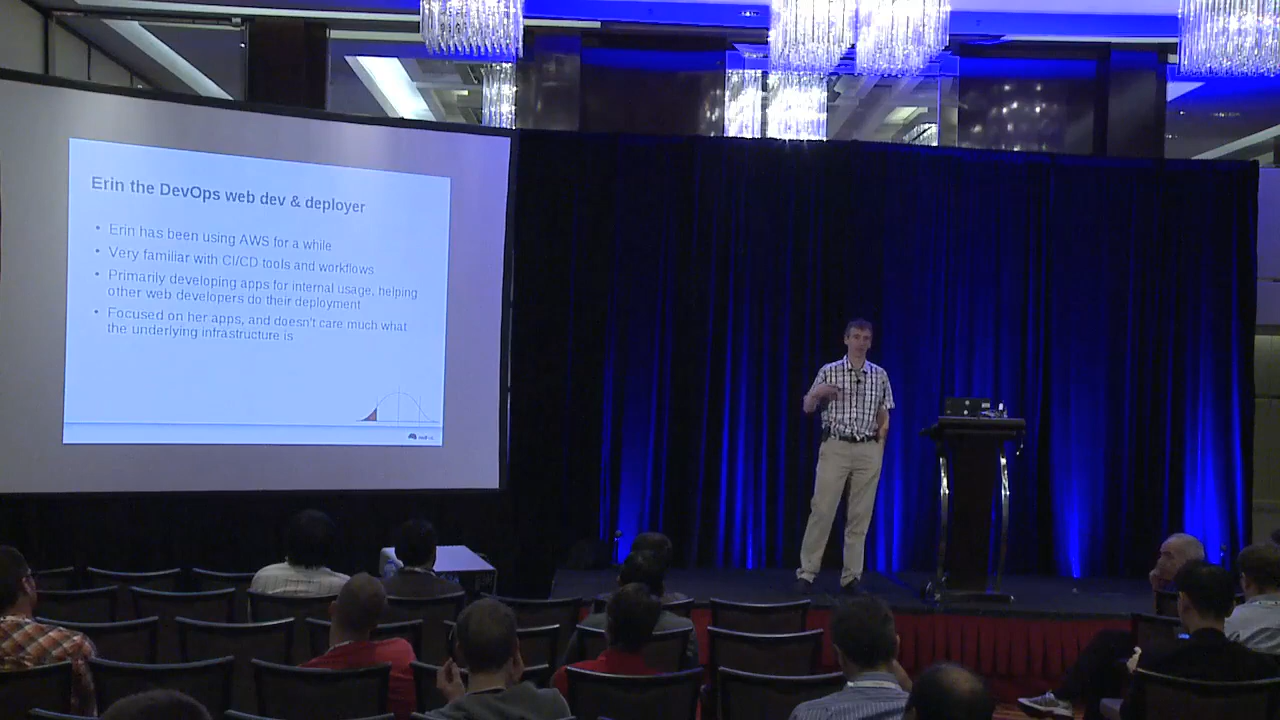 Erin the DevOps web dev & deployer
• Erin has been using AWS for a while
• Very familiar with CI/CD tools and workflows
• Primarily developing apps for internal usage, helping
other web developers do their deployment
• Focused on her apps, and doesn't care much what
the underlying infrastructure is